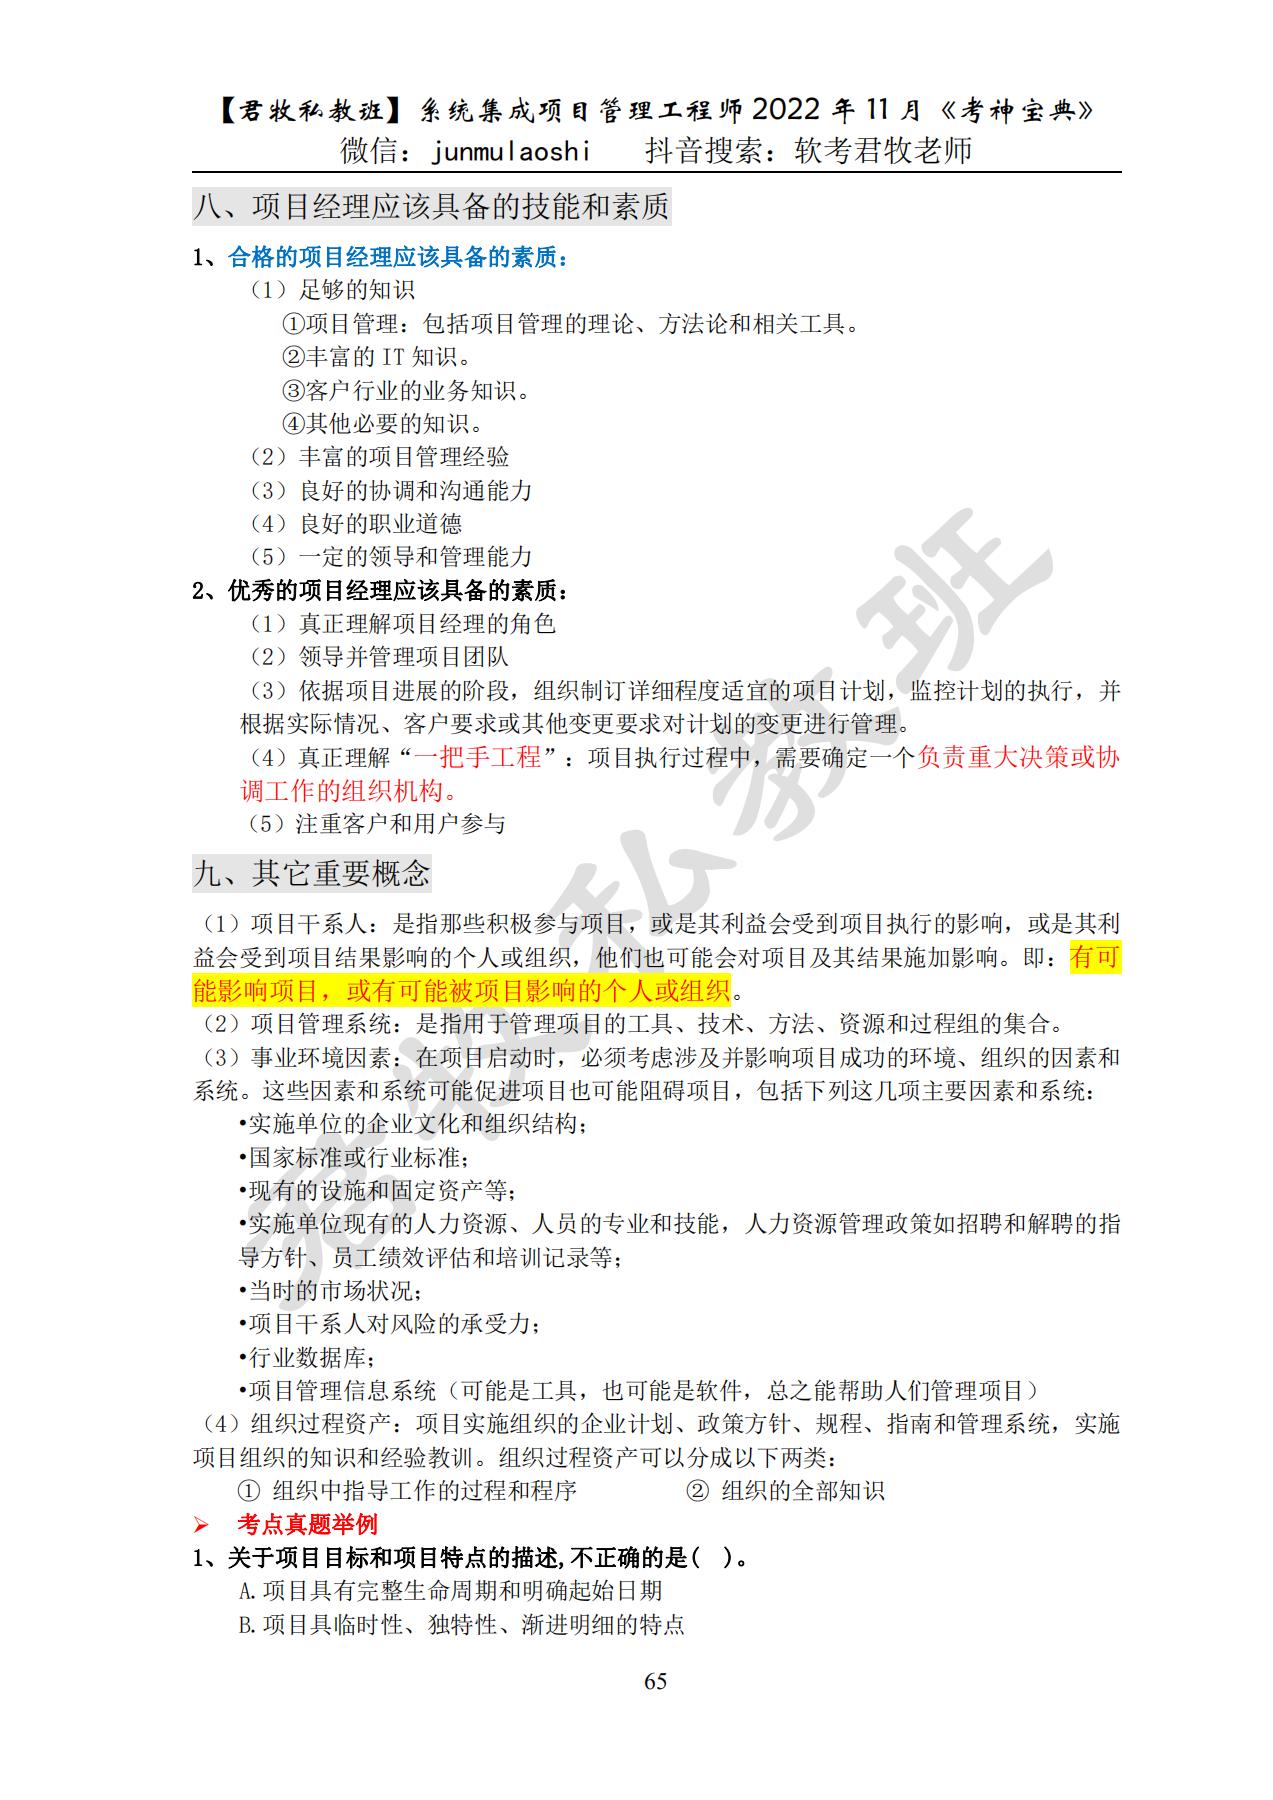 【君牧私教班】系统集成项目管理工程师 2022 年 11 月《考神宝典》
微信：junmulaoshi 抖音搜索：软考君牧老师
八、项目经理应该具备的技能和素质
1、合格的项目经理应该具备的素质：
（1）足够的知识
①项目管理：包括项目管理的理论、方法论和相关工具。
②丰富的 IT 知识。
③客户行业的业务知识。
④其他必要的知识。
（2）丰富的项目管理经验
（3）良好的协调和沟通能力
（4）良好的职业道德
（5）一定的领导和管理能力
2、优秀的项目经理应该具备的素质：
（1）真正理解项目经理的角色
（2）领导并管理项目团队
（3）依据项目进展的阶段，组织制订详细程度适宜的项目计划，监控计划的执行，并
根据实际情况、客户要求或其他变更要求对计划的变更进行管理。
（4）真正理解“一把手工程”：项目执行过程中，需要确定一个负责重大决策或协
调工作的组织机构。
（5）注重客户和用户参与
九、其它重要概念
（1）项目干系人：是指那些积极参与项目，或是其利益会受到项目执行的影响，或是其利
益会受到项目结果影响的个人或组织，他们也可能会对项目及其结果施加影响。即：有可
能影响项目，或有可能被项目影响的个人或组织。
（2）项目管理系统：是指用于管理项目的工具、技术、方法、资源和过程组的集合。
（3）事业环境因素：在项目启动时，必须考虑涉及并影响项目成功的环境、组织的因素和
系统。这些因素和系统可能促进项目也可能阻碍项目，包括下列这几项主要因素和系统：
•实施单位的企业文化和组织结构；
•国家标准或行业标准；
•现有的设施和固定资产等；
•实施单位现有的人力资源、人员的专业和技能，人力资源管理政策如招聘和解聘的指
导方针、员工绩效评估和培训记录等；
•当时的市场状况；
•项目干系人对风险的承受力；
•行业数据库；
•项目管理信息系统（可能是工具，也可能是软件，总之能帮助人们管理项目）
（4）组织过程资产：项目实施组织的企业计划、政策方针、规程、指南和管理系统，实施
项目组织的知识和经验教训。组织过程资产可以分成以下两类：
① 组织中指导工作的过程和程序 ② 组织的全部知识
➢ 考点真题举例
1、关于项目目标和项目特点的描述,不正确的是( )。
A.项目具有完整生命周期和明确起始日期
B.项目具临时性、独特性、渐进明细的特点
65
君牧私教班